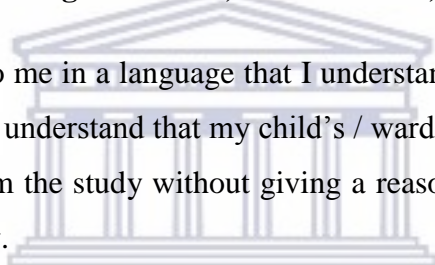 o me in a language that I understan
understand that my child's / ward
m the study without giving a reaso
.